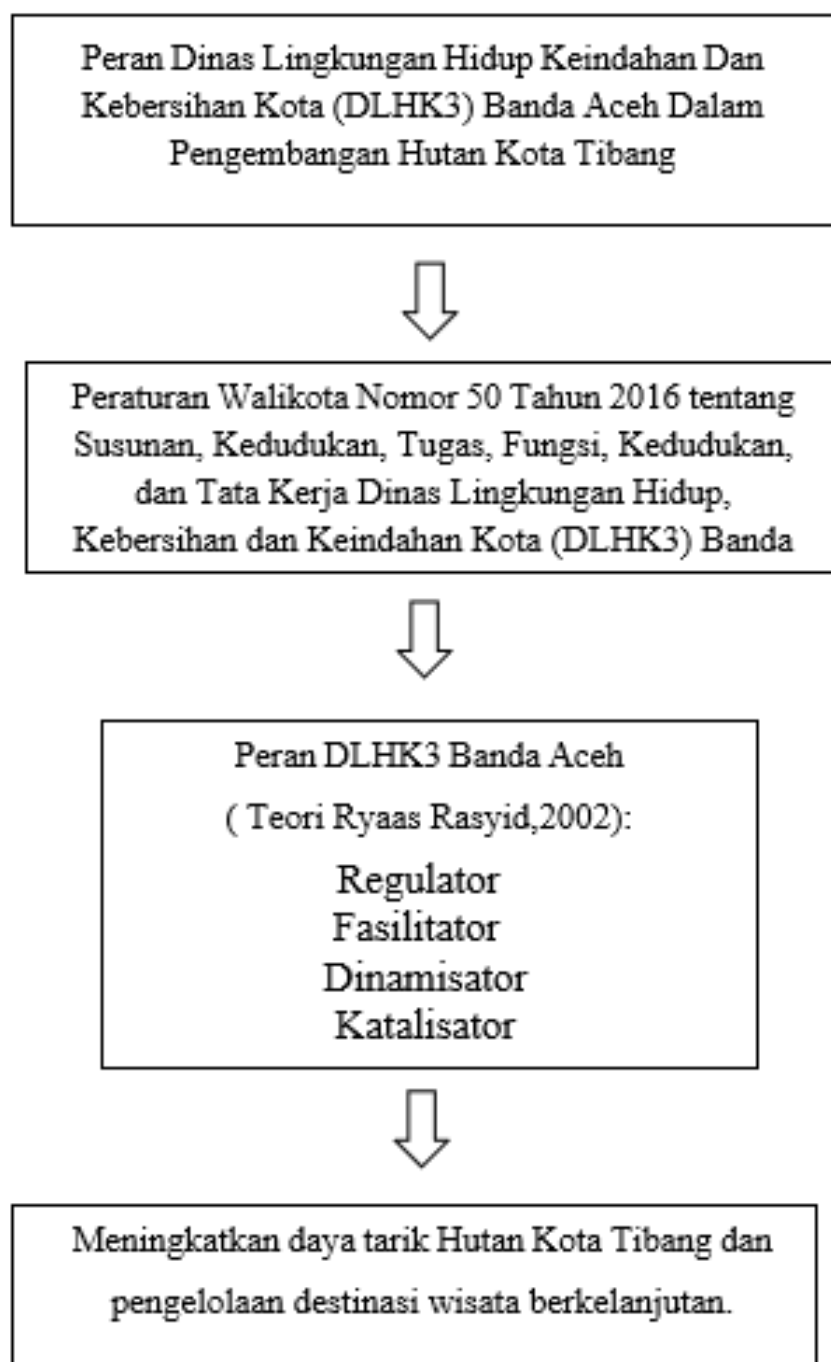 Peran Dinas Lingkungan Hidup Keindahan Dan
Kebersihan Kota (DLHK3) Banda Aceh Dalam
Pengembangan Hutan Kota Tibang
Peraturan Walikota Nomor 50 Tahun 2016 tentang
Susunan, Kedudukan, Tugas, Fungsi, Kedudukan,
dan Tata Kerja Dinas Lingkungan Hidup,
Kebersihan dan Keindahan Kota (DLHK3) Banda
Peran DLHK3 Banda Aceh
( Teori Ryaas Rasyid,2002):
Regulator
Fasilitator
Dinamisator
Katalisator
Meningkatkan daya tarik Hutan Kota Tibang dan
pengelolaan destinasi wisata berkelanjutan.